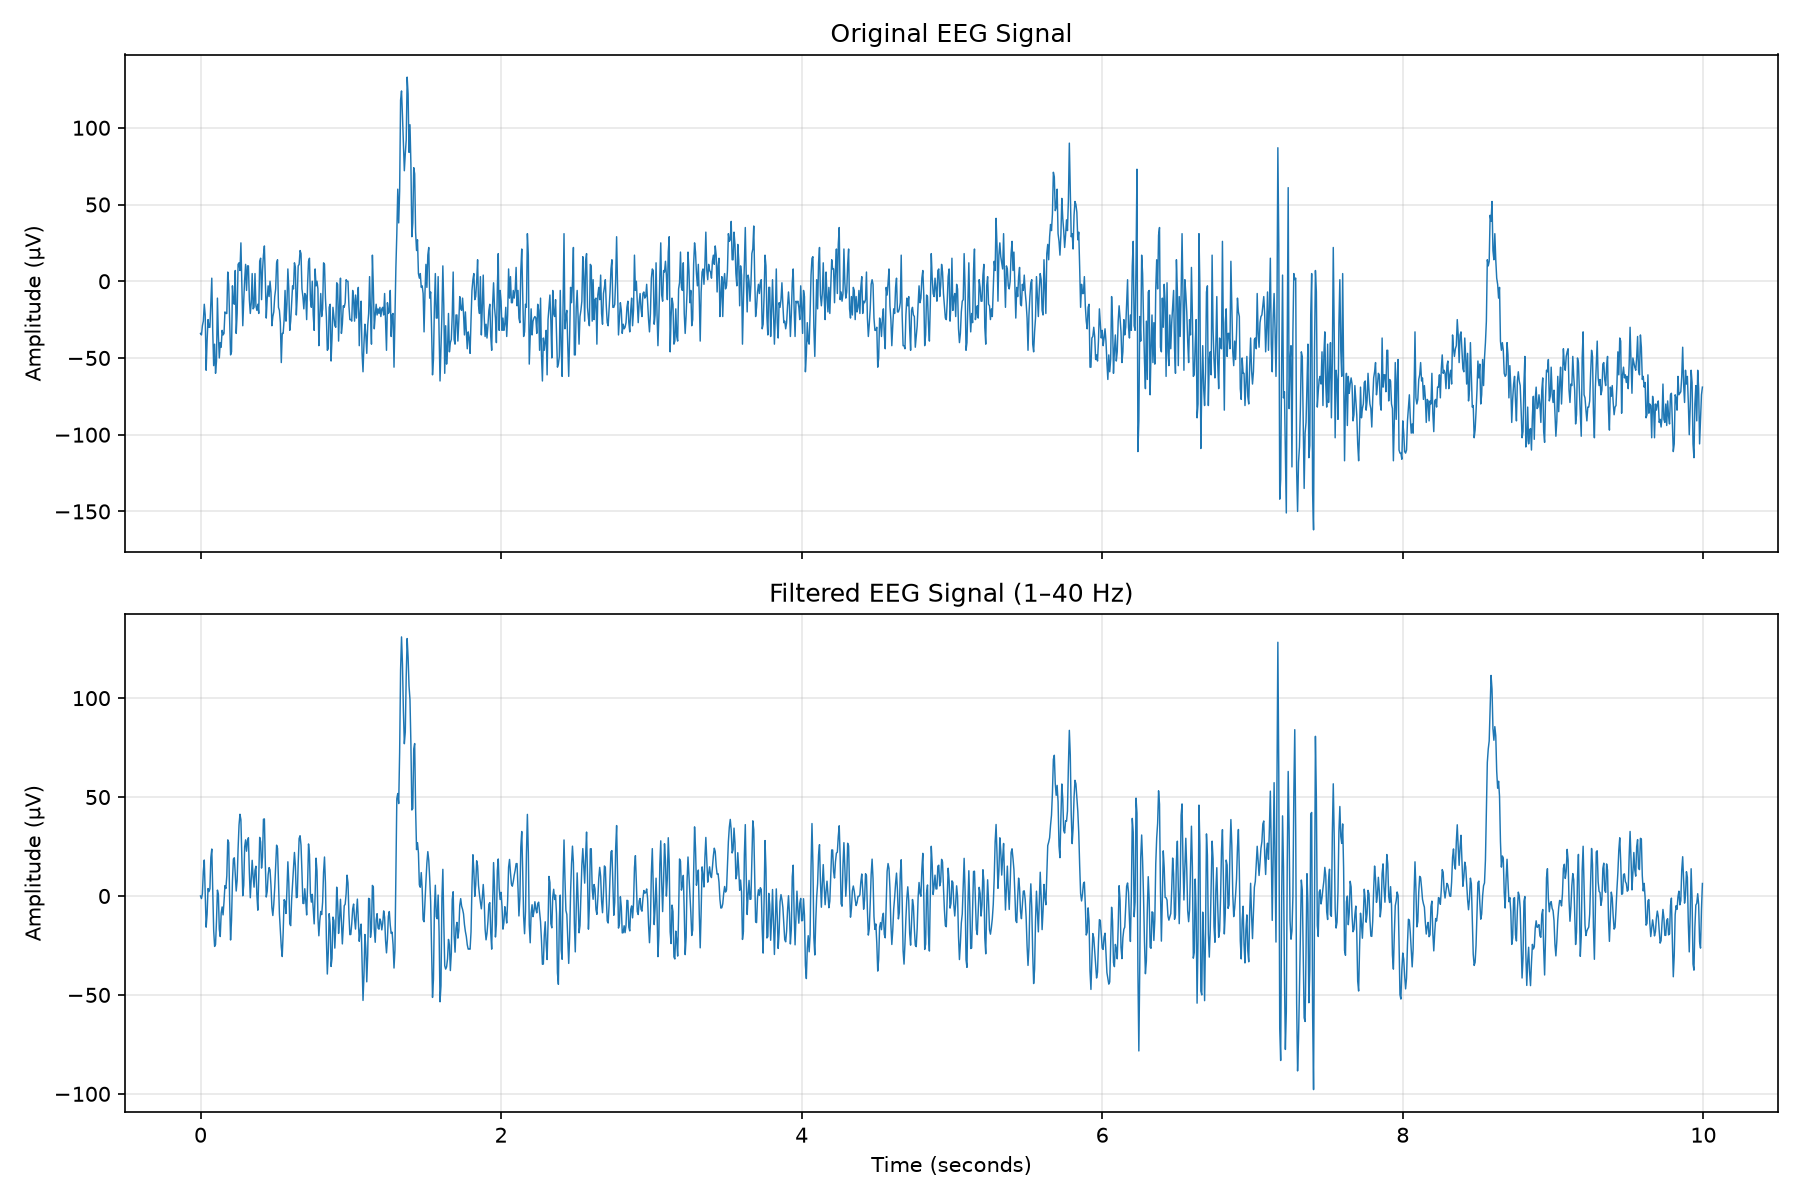 Original EEG Signal
100
50
0
−50
−100
−150
Amplitude (µV)
Filtered EEG Signal (1–40 Hz)
100
50
0
−50
−100
Amplitude (µV)
0 2 4 6 8 10
Time (seconds)